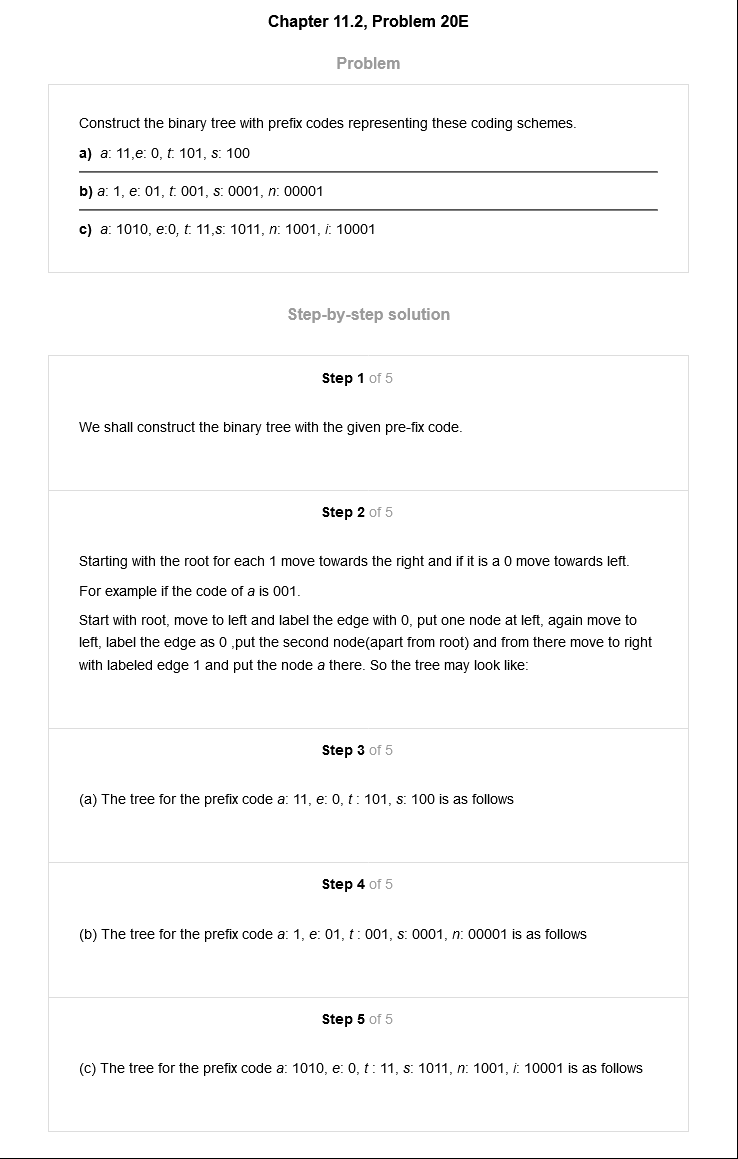 Chapter 11.2, Problem 20E
Problem
Construct the binary tree with prefix codes representing these coding schemes.
a) a: 11,e: 0, t: 101, s: 100
b) a: 1, e: 01, t: 001, s: 0001, n: 00001
c) a: 1010, e:0, t: 11,s: 1011, n: 1001, i: 10001
Step-by-step solution
Step 1 of 5
We shall construct the binary tree with the given pre-fix code.
Step 2 of 5
Starting with the root for each 1 move towards the right and if it is a 0 move towards left.
For example if the code of a is 001.
Start with root, move to left and label the edge with 0, put one node at left, again move to
left, label the edge as 0 ,put the second node(apart from root) and from there move to right
with labeled edge 1 and put the node a there. So the tree may look like:
Step 3 of 5
(a) The tree for the prefix code a: 11, e: 0, t : 101, s: 100 is as follows
Step 4 of 5
(b) The tree for the prefix code a: 1, e: 01, t : 001, s: 0001, n: 00001 is as follows
Step 5 of 5
(c) The tree for the prefix code a: 1010, e: 0, t : 11, s: 1011, n: 1001, i: 10001 is as follows